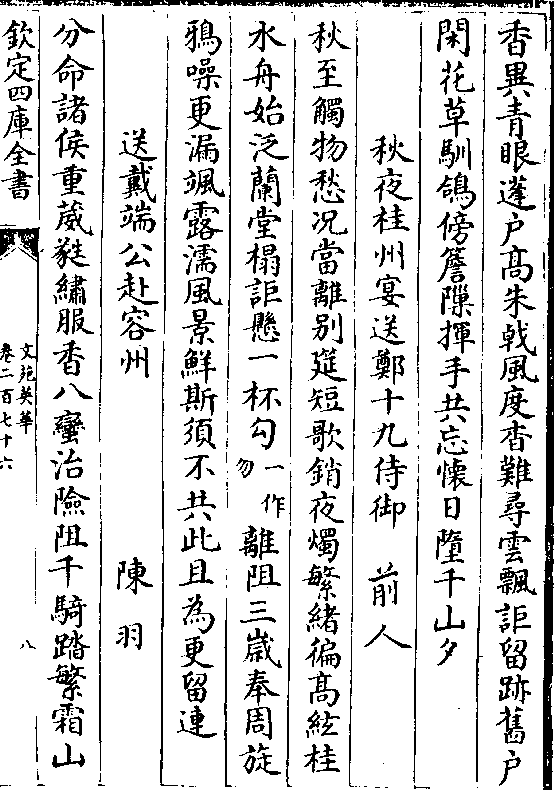 香異青眼蓬户髙朱㦸風度杳難尋雲飄詎留跡舊户
閑花草馴鴿傍簷隟揮手共忘懷日墮千山夕
秋夜桂州宴送鄭十九侍御　前人
秋至觸物愁况當離别筵短歌銷夜燭繁緒徧髙絃桂
水舟始泛蘭堂榻詎懸一杯勾一作勿離阻三嵗奉周旋
鴉噪更漏颯露濡風景鮮斯須不共此且為更留連
送戴端公赴容州　陳羽
分命諸侯重葳蕤繡服香八蠻治險阻千騎踏繁霜山
欽定四庫全書
文苑英華
卷二百七十六
八